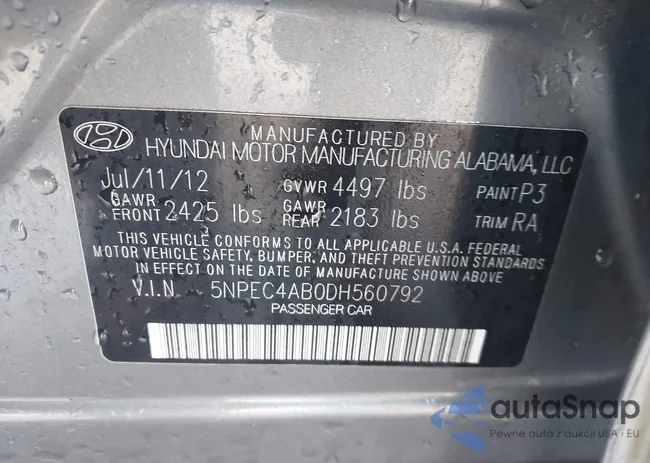 MANUFACTURED BY
HYUNDAI MOTOR MANUFACTURING ALABAMA, LLC
Jul/11/12 GVWR 4497 lbs PAINT P3
GAWR FRONT 2425 lbs GAWR REAR 2183 lbs TRIM RA
THIS VEHICLE CONFORMS TO ALL APPLICABLE U.S.A. FEDERAL
MOTOR VEHICLE SAFETY, BUMPER, AND THEFT PREVENTION STANDARDS
IN EFFECT ON THE DATE OF MANUFACTURE SHOWN ABOVE
V.I.N. 5NPEC4AB0DH560792
PASSENGER CAR
autaSnap
Pewne auta z aukcji USA i EU